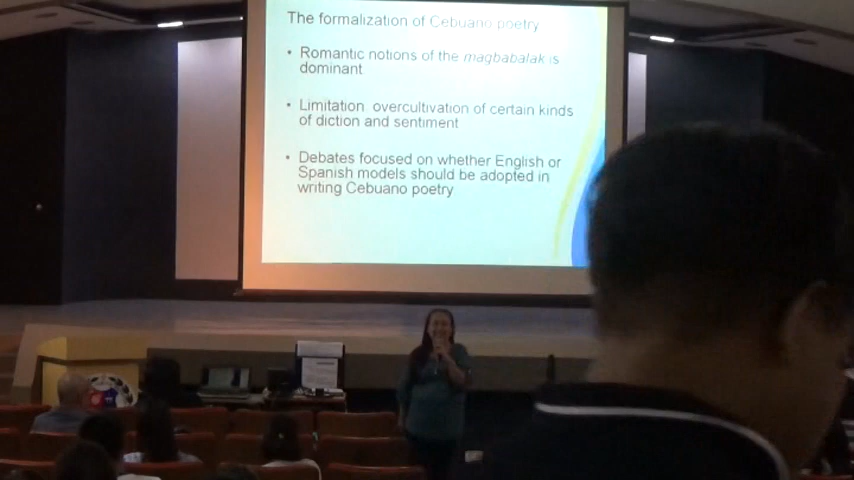 The formalization of Cebuano poetry
• Romantic notions of the magbabalak is
dominant
• Limitation overcultivation of certain kinds
of diction and sentiment
• Debates focused on whether English or
Spanish models should be adopted in
writing Cebuano poetry